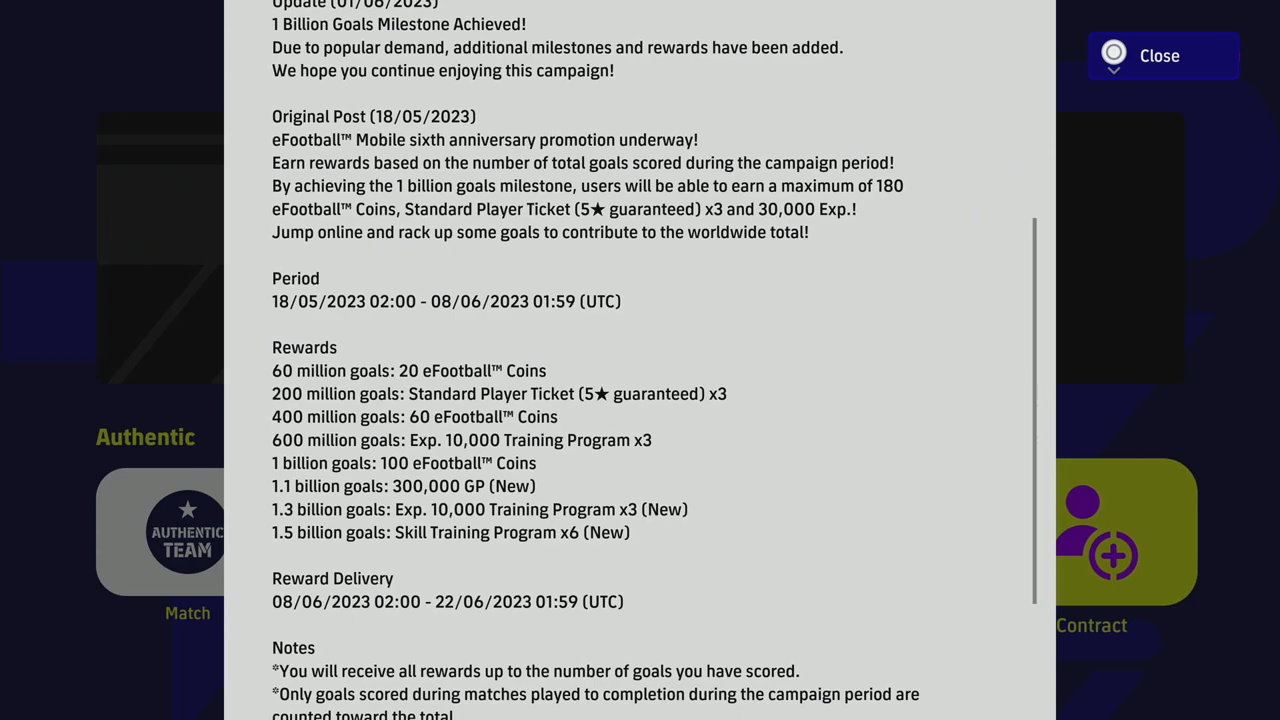 Update (01/06/2023)
1 Billion Goals Milestone Achieved!
Due to popular demand, additional milestones and rewards have been added.
We hope you continue enjoying this campaign!
Close
Original Post (18/05/2023)
eFootball™ Mobile sixth anniversary promotion underway!
Earn rewards based on the number of total goals scored during the campaign period!
By achieving the 1 billion goals milestone, users will be able to earn a maximum of 180
eFootball™ Coins, Standard Player Ticket (5★ guaranteed) x3 and 30,000 Exp.!
Jump online and rack up some goals to contribute to the worldwide total!
Period
18/05/2023 02:00 - 08/06/2023 01:59 (UTC)
Rewards
60 million goals: 20 eFootball™ Coins
200 million goals: Standard Player Ticket (5★ guaranteed) x3
400 million goals: 60 eFootball™ Coins
600 million goals: Exp. 10,000 Training Program x3
1 billion goals: 100 eFootball™ Coins
1.1 billion goals: 300,000 GP (New)
1.3 billion goals: Exp. 10,000 Training Program x3 (New)
1.5 billion goals: Skill Training Program x6 (New)
Reward Delivery
08/06/2023 02:00 - 22/06/2023 01:59 (UTC)
Notes
*You will receive all rewards up to the number of goals you have scored.
*Only goals scored during matches played to completion during the campaign period are
counted toward the total.
Authentic
AUTHENTIC
TEAM
Match
Contract